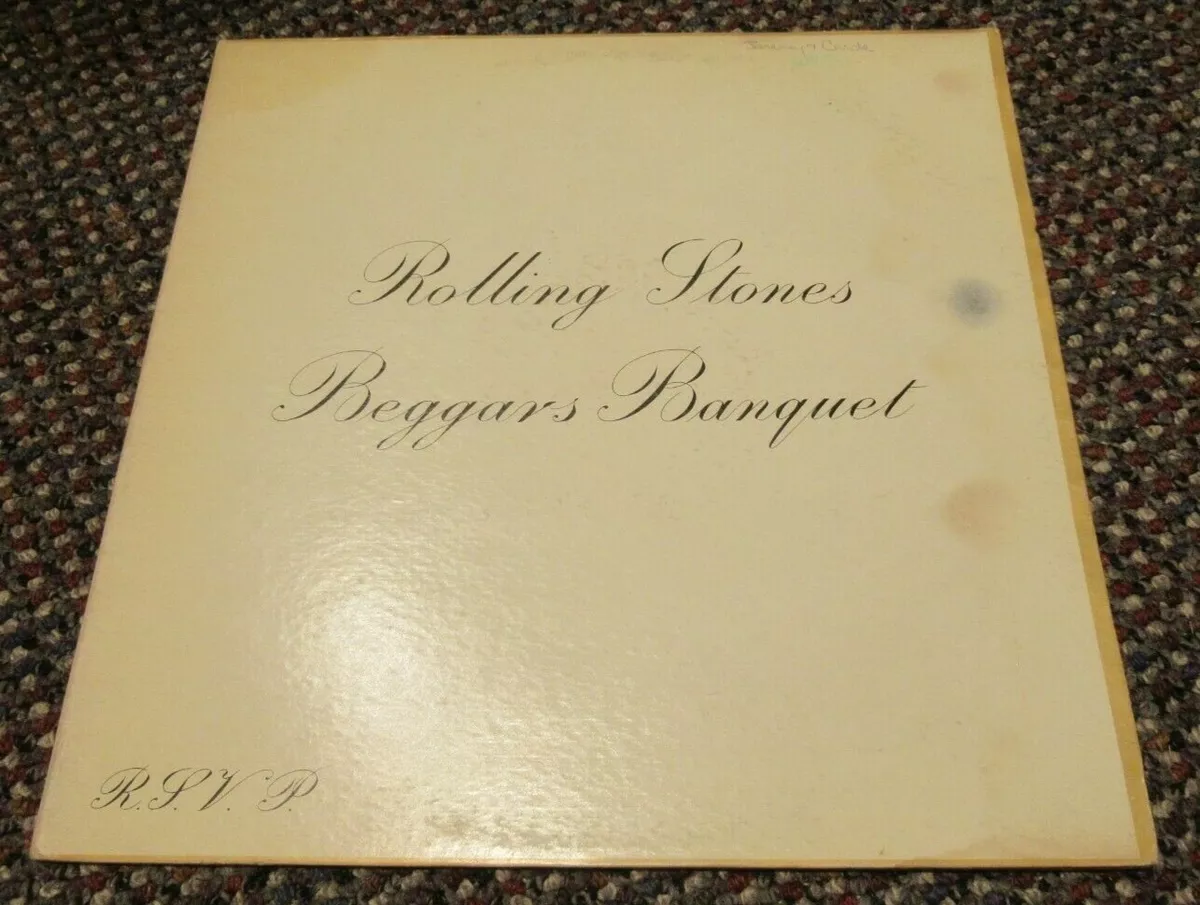 Rolling Stones
Beggars Banquet
R.S.V.P.